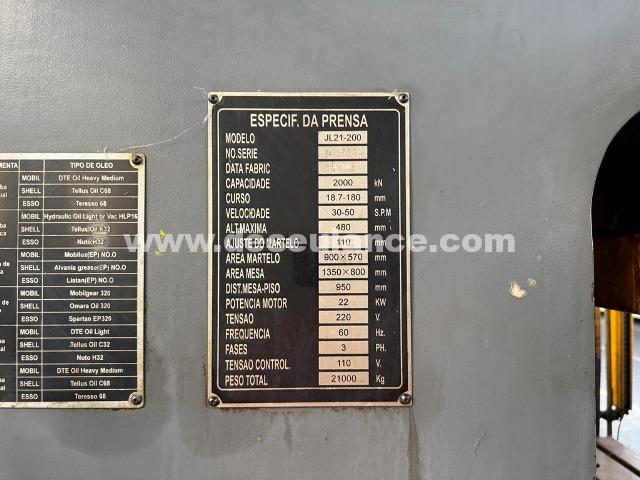 MENTA TIPO DE OLEO
MOBIL DTE Oil Heavy Medium
SHELL Tellus Oil C68
ESSO Teresso 68
MOBIL Hydraulic Oil Light or Vac HLP16
SHELL Tellus Oil K32
ESSO Nuto H32
MOBIL Mobilux(EP) NO.O
SHELL Alvania grease(EP) NO.O
ESSO Listan(EP) NO.O
MOBIL Mobilgear 320
SHELL Omara Oil 320
ESSO Spartan EP320
MOBIL DTE Oil Light
SHELL Tellus Oil C32
ESSO Nuto H32
MOBIL DTE Oil Heavy Medium
SHELL Tellus Oil C68
ESSO Teresso 68
ESPECIF. DA PRENSA
MODELO JL21-200
NO.SERIE
DATA FABRIC
CAPACIDADE 2000 kN
CURSO 18.7-180 mm
VELOCIDADE 30-50 S.P.M
ALT.MAXIMA 480 mm
AJUSTE DO MARTELO 110 mm
AREA MARTELO 900×570 mm
AREA MESA 1350×800 mm
DIST.MESA-PISO 950 mm
POTENCIA MOTOR 22 KW
TENSAO 220 V.
FREQUENCIA 60 Hz.
FASES 3 PH.
TENSAO CONTROL. 110 V.
PESO TOTAL 21000 Kg